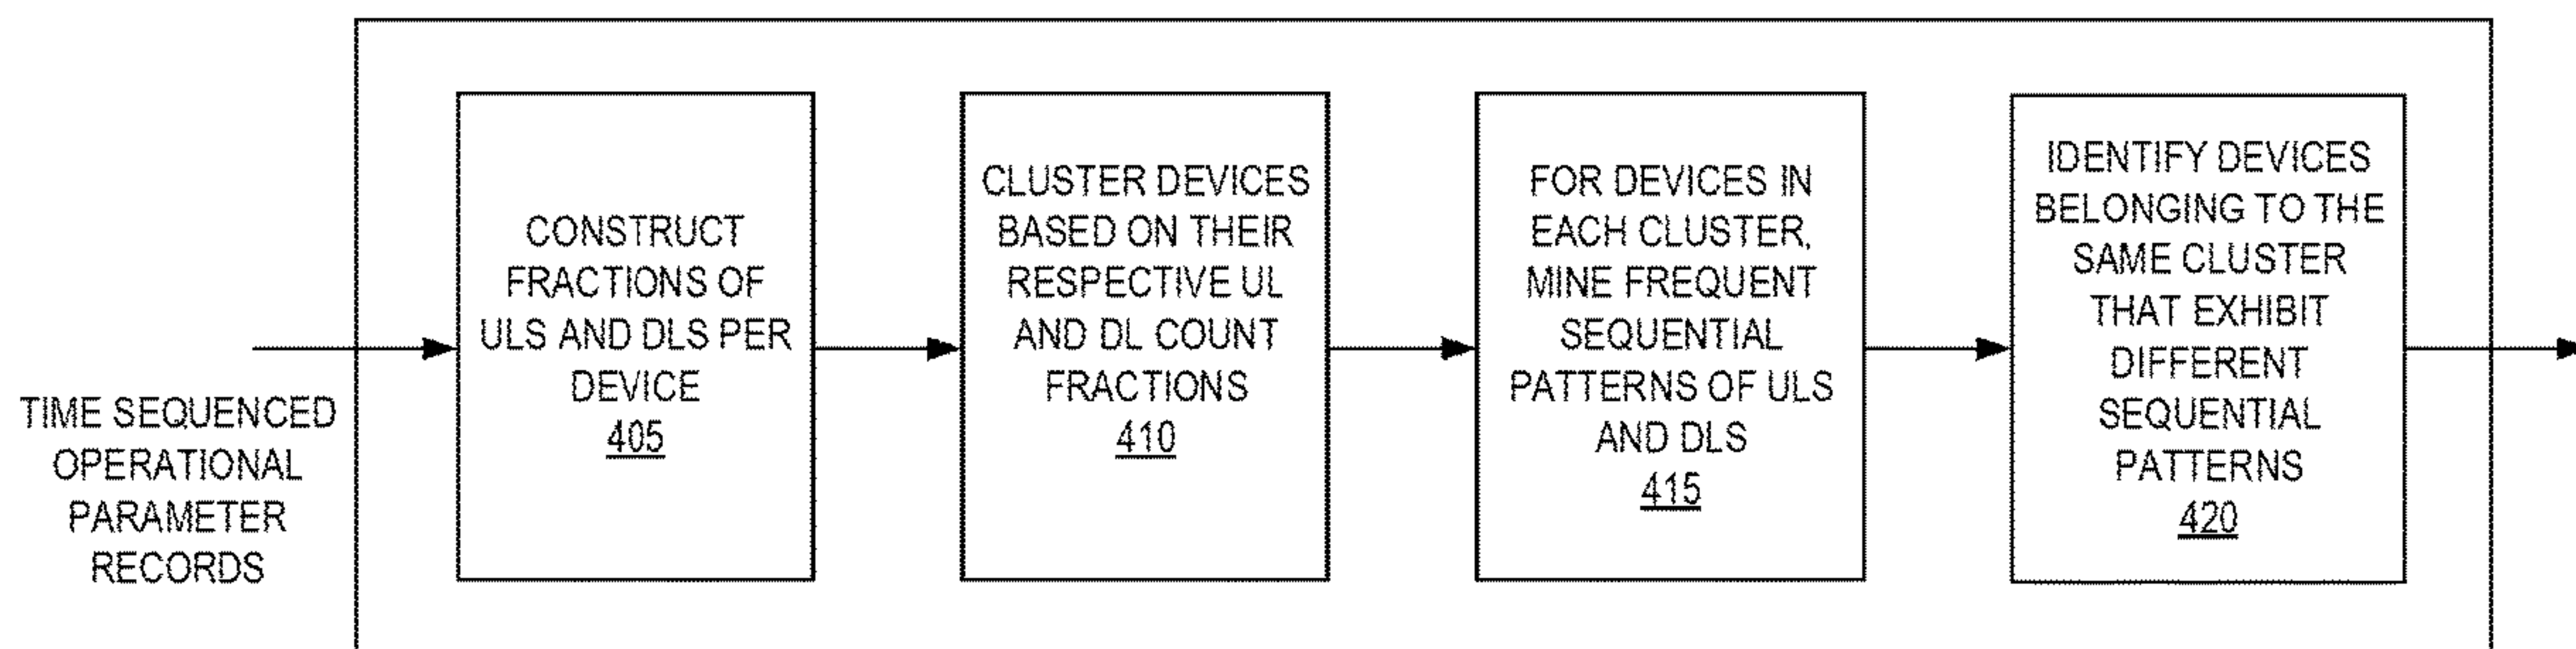 TIME SEQUENCED
OPERATIONAL
PARAMETER
RECORDS
CONSTRUCT
FRACTIONS OF
ULS AND DLS PER
DEVICE
405
CLUSTER DEVICES
BASED ON THEIR
RESPECTIVE UL
AND DL COUNT
FRACTIONS
410
FOR DEVICES IN
EACH CLUSTER,
MINE FREQUENT
SEQUENTIAL
PATTERNS OF ULS
AND DLS
415
IDENTIFY DEVICES
BELONGING TO THE
SAME CLUSTER
THAT EXHIBIT
DIFFERENT
SEQUENTIAL
PATTERNS
420